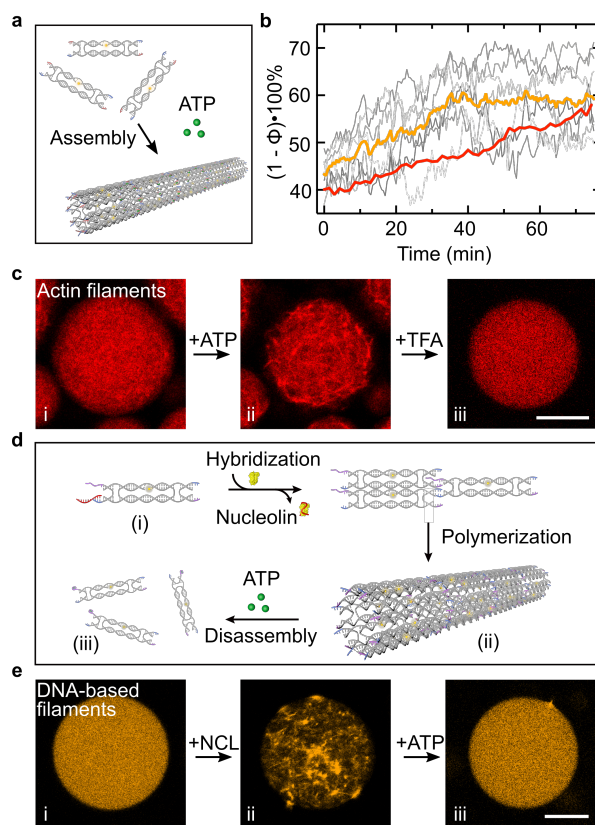 a
ATP
Assembly
b
(1 - Φ)•100%
70
60
50
40
0
20
40
60
Time (min)
c
Actin filaments
+ATP
+TFA
i
ii
iii
d
Hybridization
Nucleolin
(i)
Polymerization
ATP
Disassembly
(iii)
(ii)
e
DNA-based
filaments
+NCL
+ATP
i
ii
iii